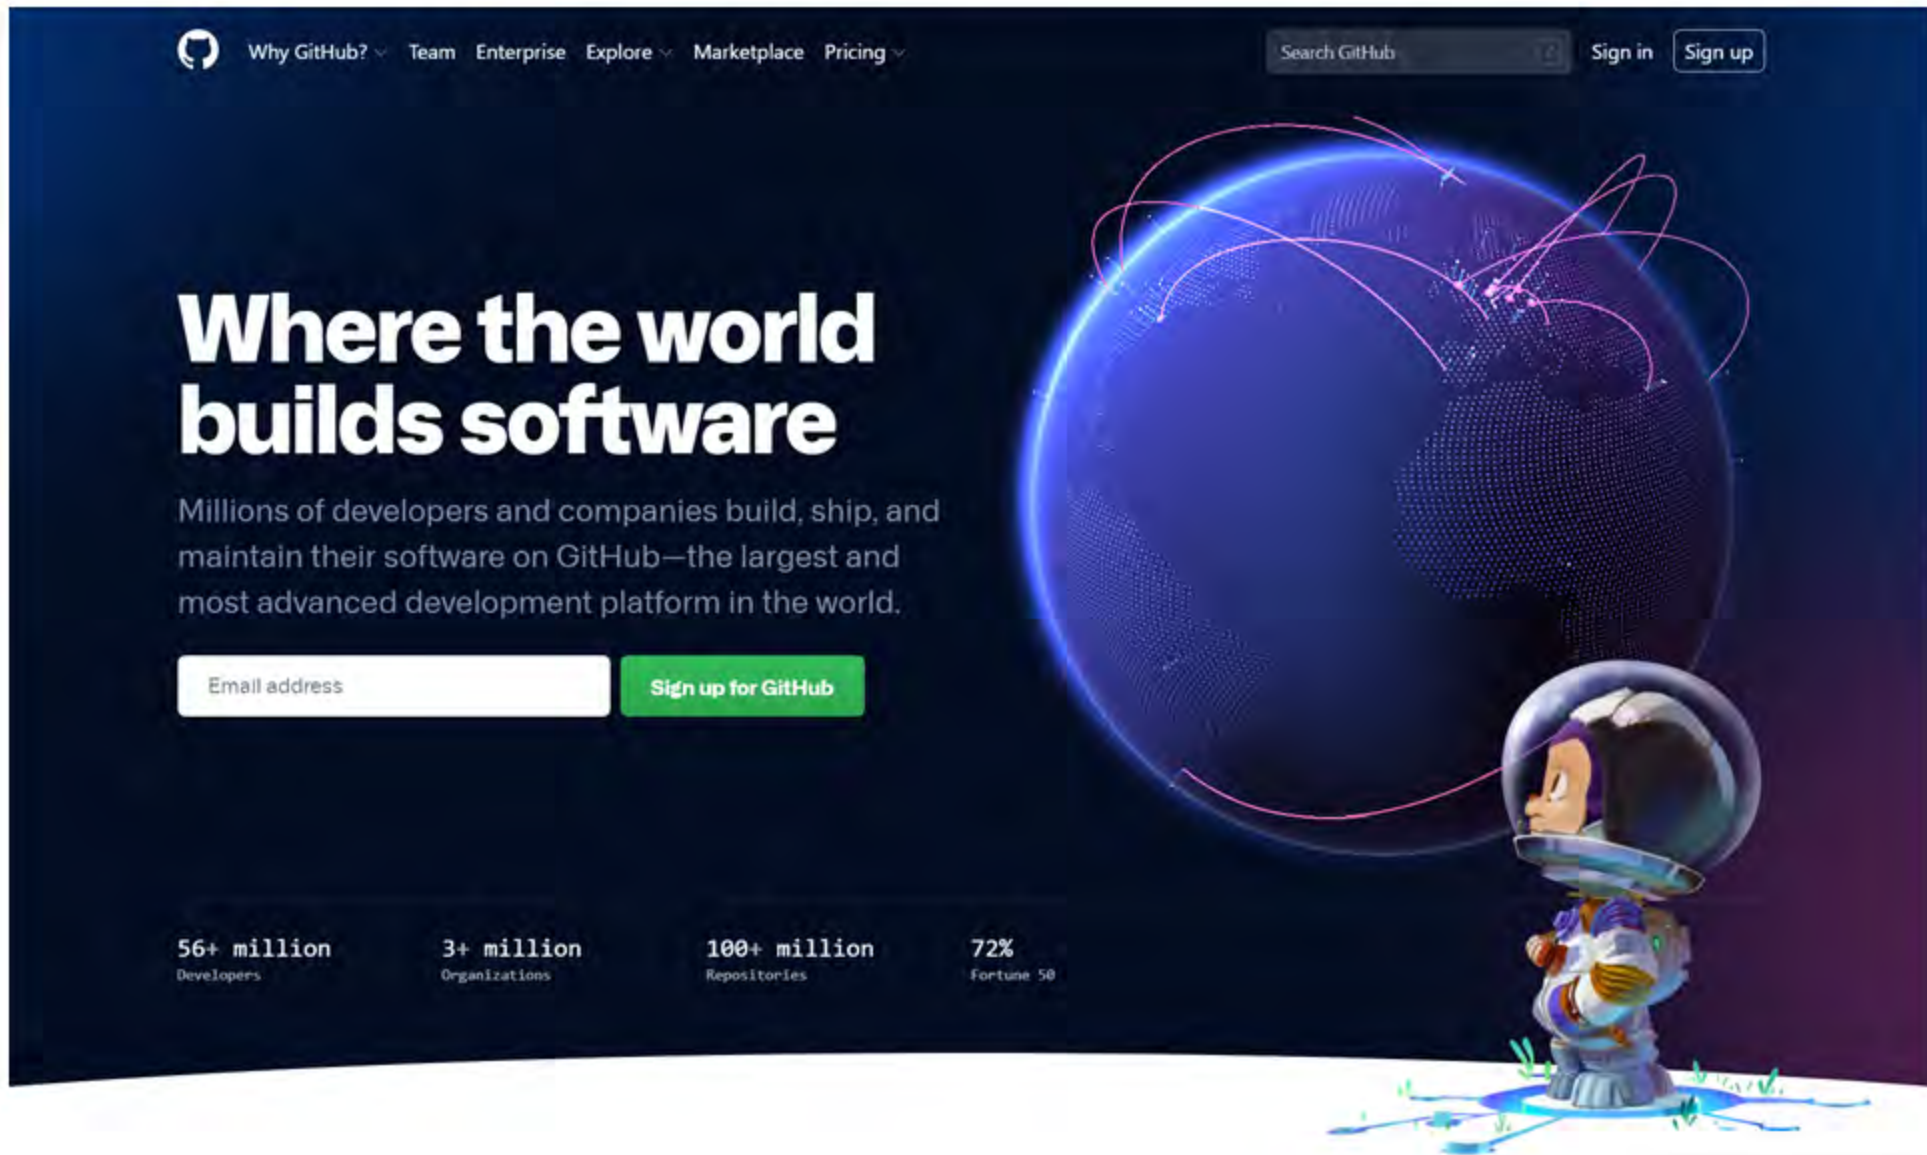 Why GitHub? Team Enterprise Explore Marketplace Pricing Search GitHub / Sign in Sign up
Where the world
builds software
Millions of developers and companies build, ship, and
maintain their software on GitHub—the largest and
most advanced development platform in the world.
Email address Sign up for GitHub
56+ million 3+ million 100+ million 72%
Developers Organizations Repositories Fortune 50